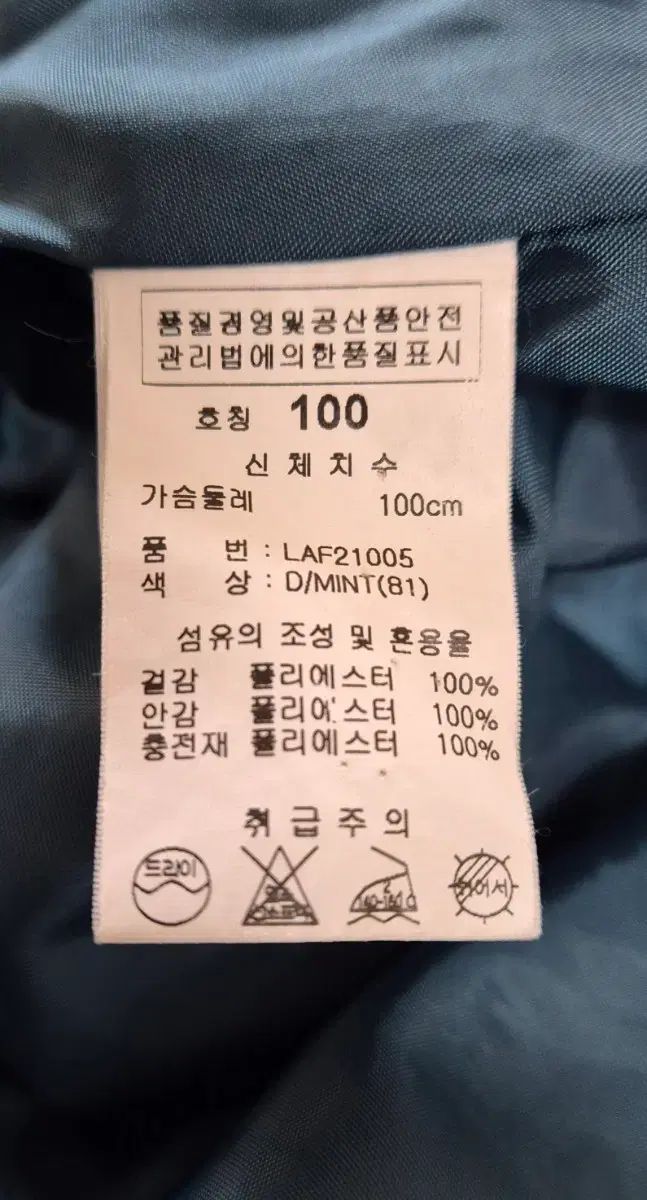 품질경영및공산품안전
관리법에의한품질표시
호칭 100
신체치수
가슴둘레 100cm
품 번 : LAF21005
색 상 : D/MINT(81)
섬유의 조성 및 혼용율
겉감 폴리에스터 100%
안감 폴리에스터 100%
충전재 폴리에스터 100%
취급주의
드라이
2
뉘어서